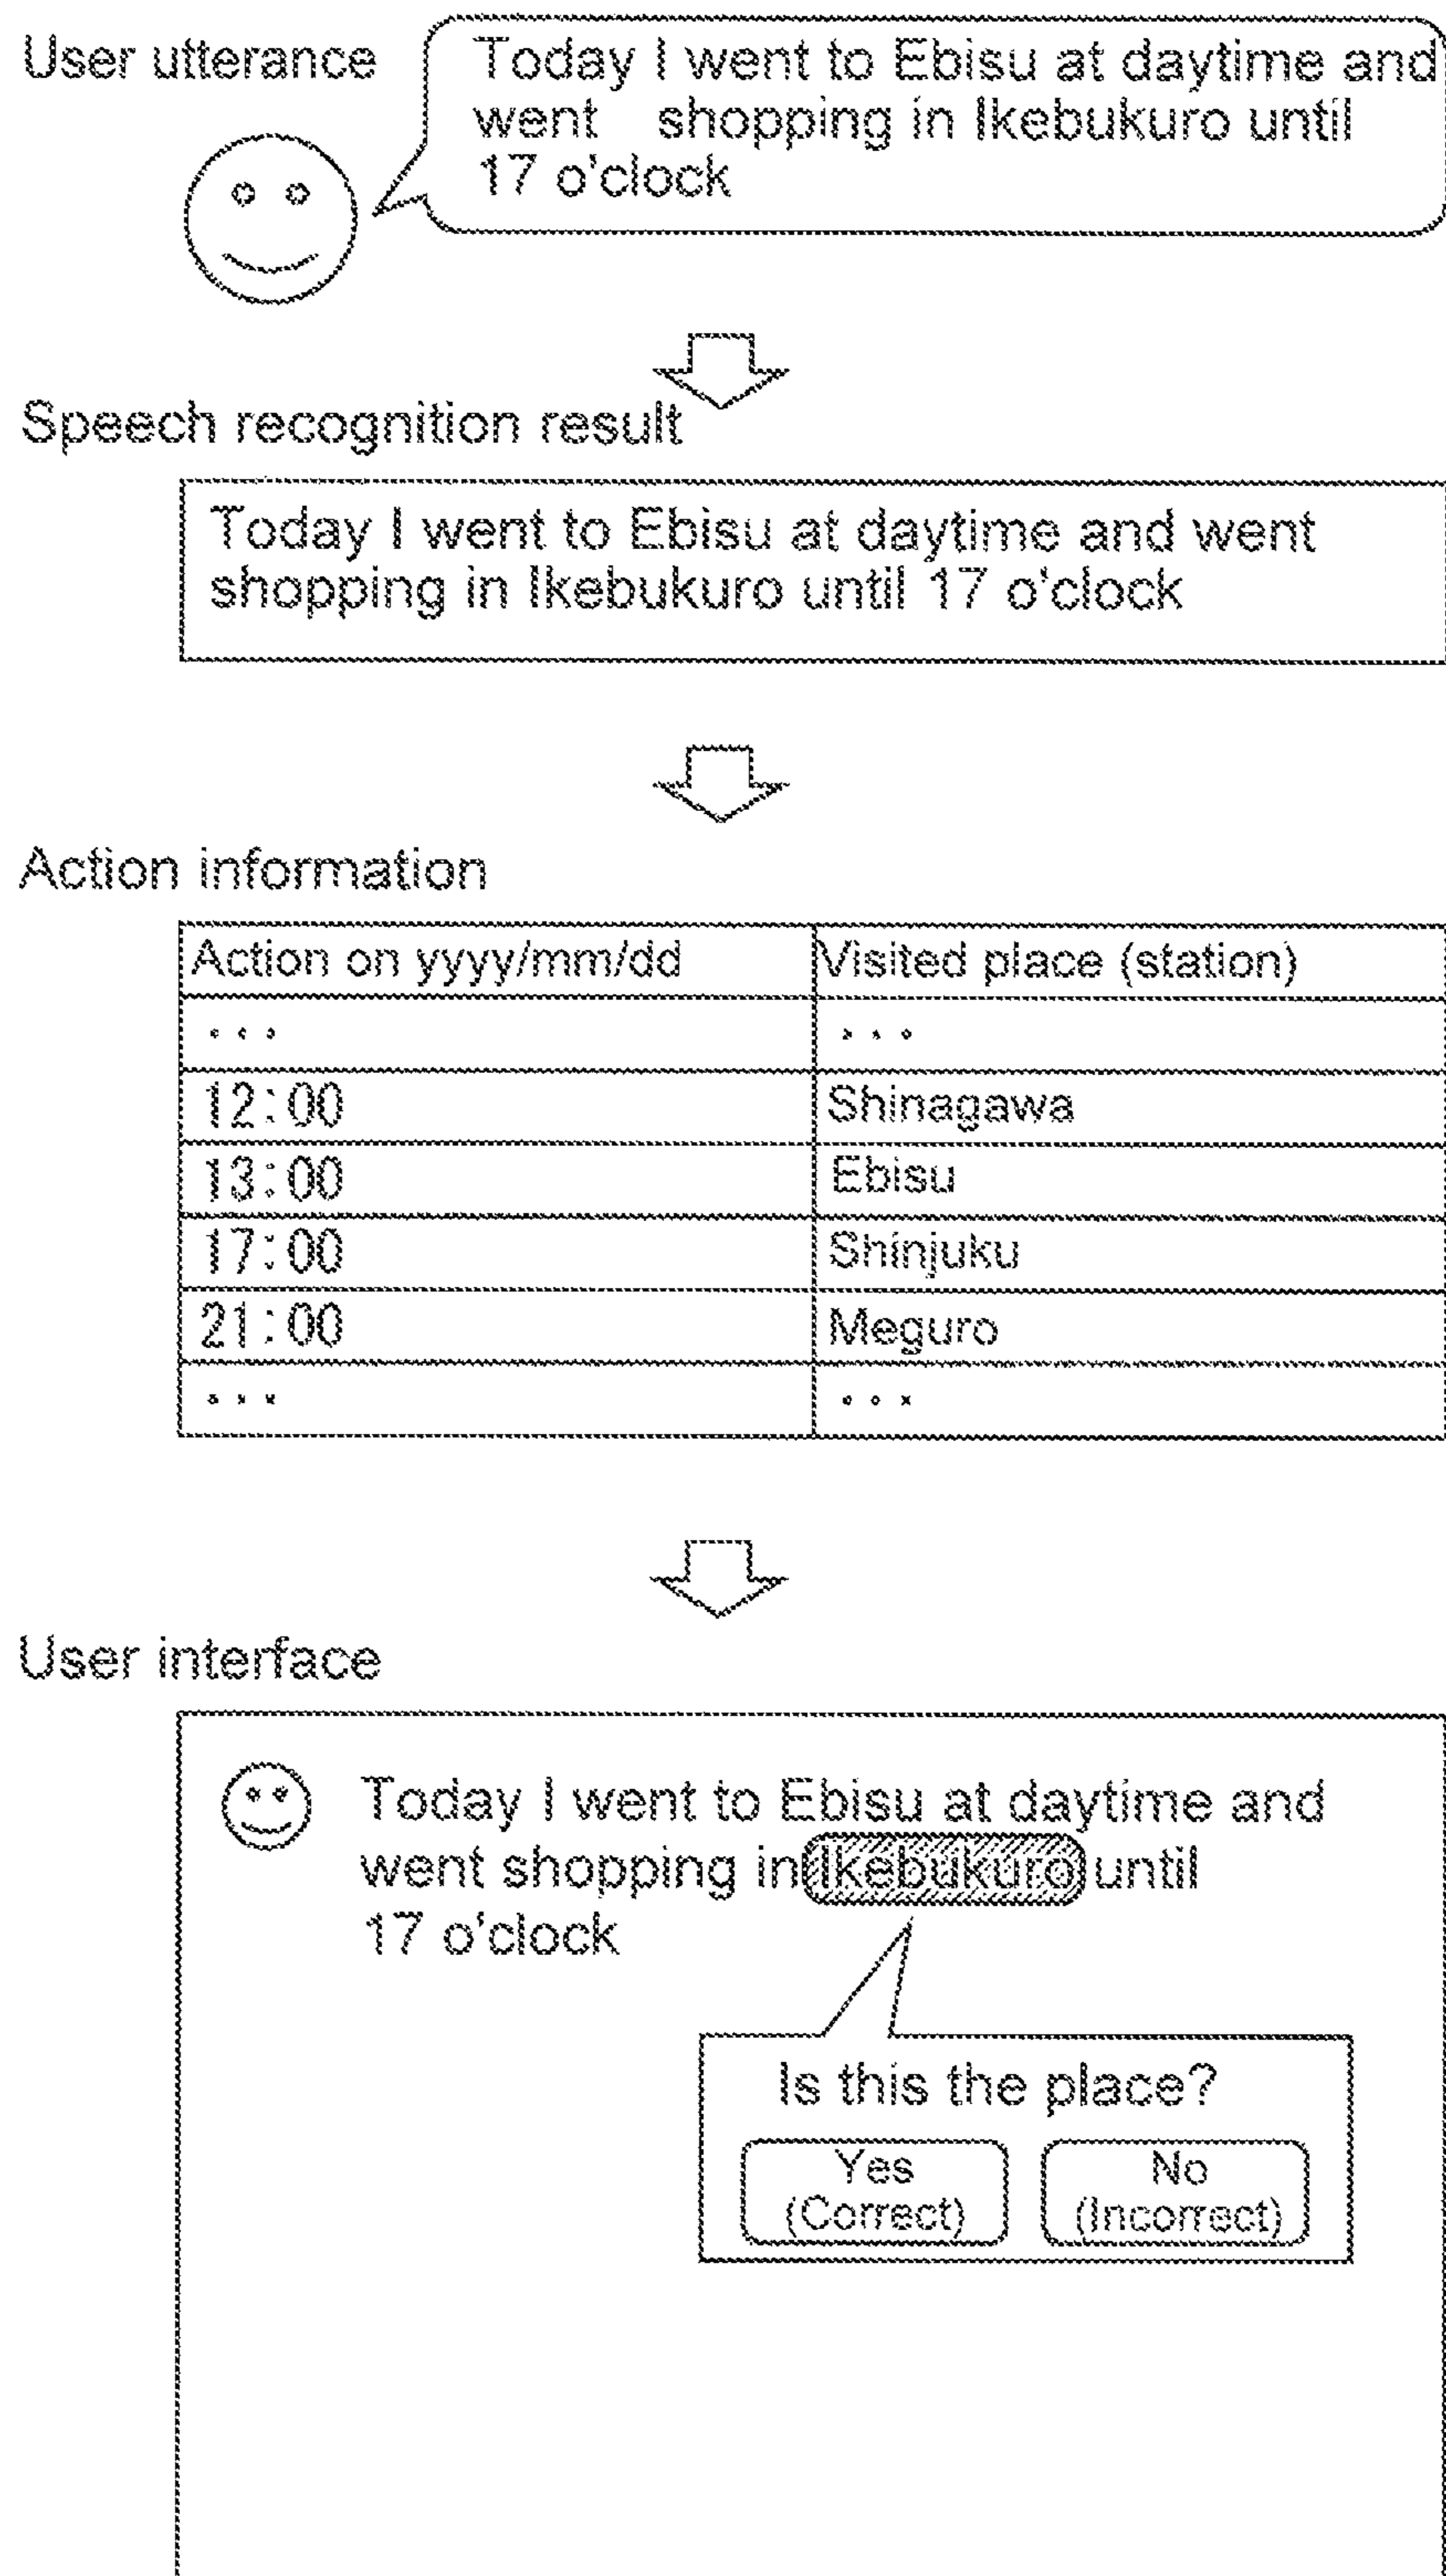 User utterance
Today I went to Ebisu at daytime and
went shopping in Ikebukuro until
17 o'clock
Speech recognition result
Today I went to Ebisu at daytime and went
shopping in Ikebukuro until 17 o'clock
Action information
Action on yyyy/mm/dd Visited place (station)
... ...
12:00 Shinagawa
13:00 Ebisu
17:00 Shinjuku
21:00 Meguro
... ...
User interface
Today I went to Ebisu at daytime and
went shopping in Ikebukuro until
17 o'clock
Is this the place?
Yes No
(Correct) (Incorrect)